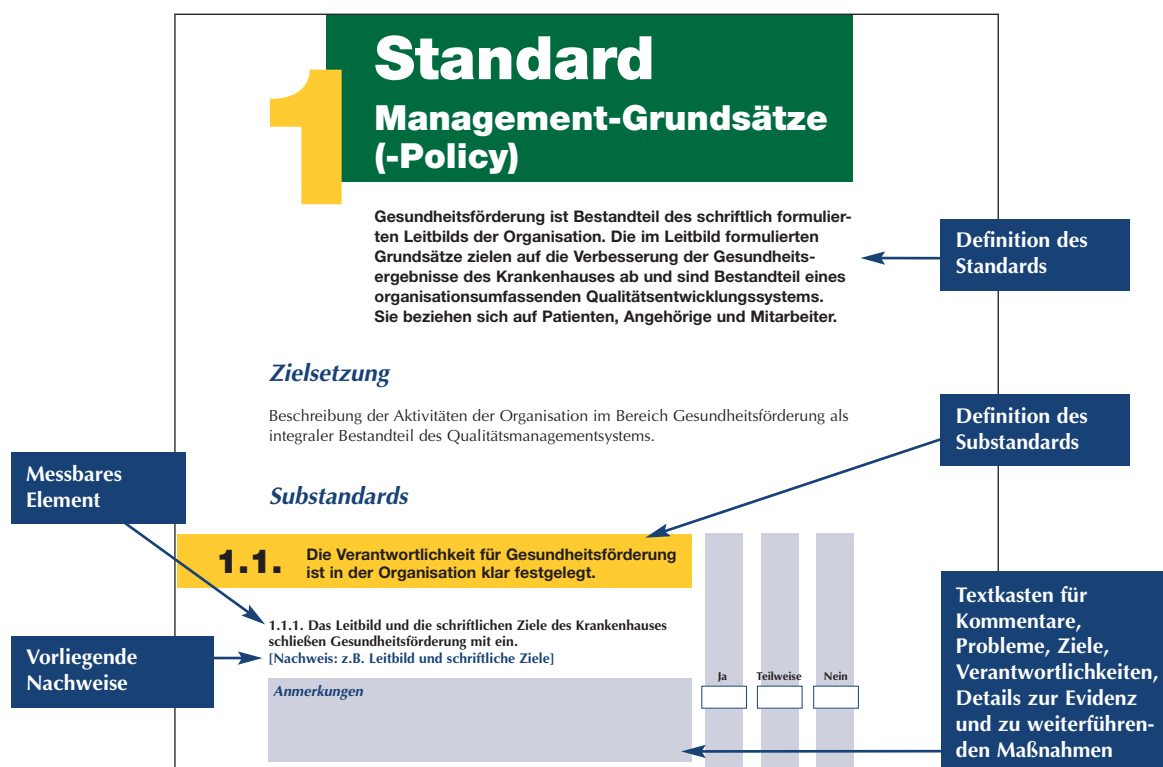 1
Standard
Management-Grundsätze
(-Policy)
Gesundheitsförderung ist Bestandteil des schriftlich formulier-
ten Leitbilds der Organisation. Die im Leitbild formulierten
Grundsätze zielen auf die Verbesserung der Gesundheits-
ergebnisse des Krankenhauses ab und sind Bestandteil eines
organisationsumfassenden Qualitätsentwicklungssystems.
Sie beziehen sich auf Patienten, Angehörige und Mitarbeiter.
Definition des
Standards
Zielsetzung
Beschreibung der Aktivitäten der Organisation im Bereich Gesundheitsförderung als
integraler Bestandteil des Qualitätsmanagementsystems.
Definition des
Substandards
Messbares
Element
Substandards
1.1. Die Verantwortlichkeit für Gesundheitsförderung
ist in der Organisation klar festgelegt.
1.1.1. Das Leitbild und die schriftlichen Ziele des Krankenhauses
schließen Gesundheitsförderung mit ein.
[Nachweis: z.B. Leitbild und schriftliche Ziele]
Vorliegende
Nachweise
Anmerkungen
Ja Teilweise Nein
Textkasten für
Kommentare,
Probleme, Ziele,
Verantwortlichkeiten,
Details zur Evidenz
und zu weiterführen-
den Maßnahmen